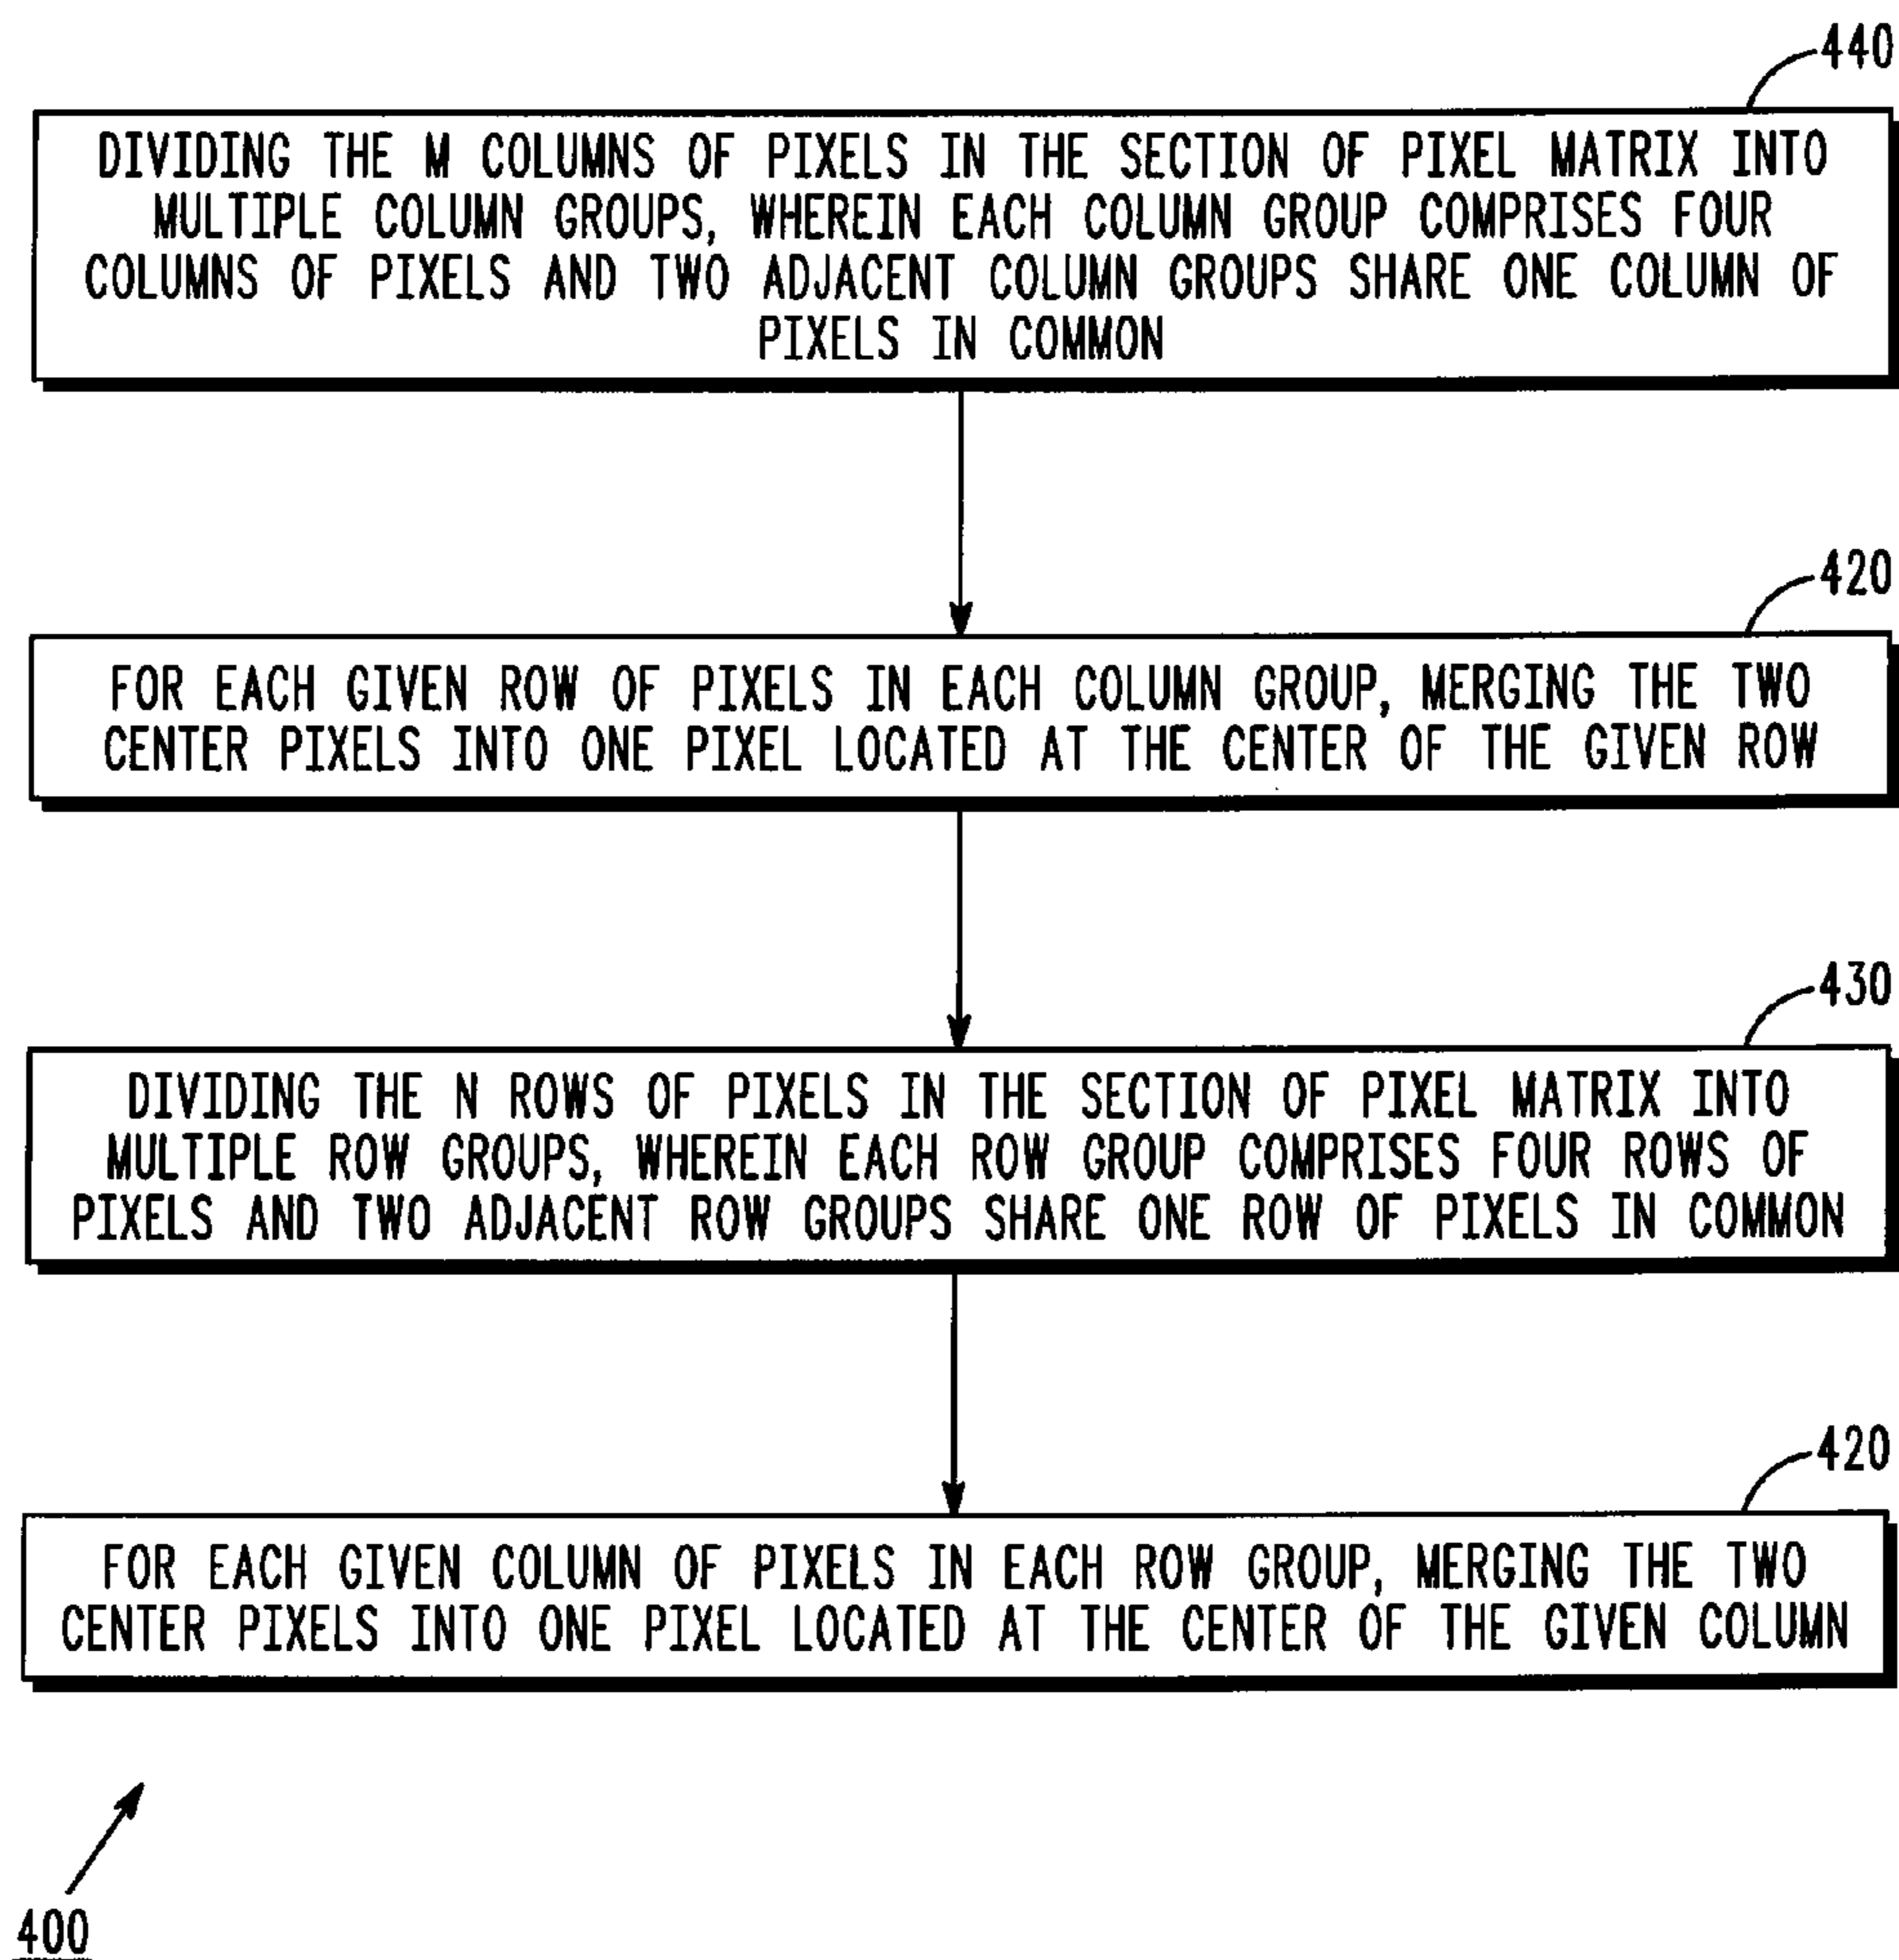 440
DIVIDING THE M COLUMNS OF PIXELS IN THE SECTION OF PIXEL MATRIX INTO
MULTIPLE COLUMN GROUPS, WHEREIN EACH COLUMN GROUP COMPRISES FOUR
COLUMNS OF PIXELS AND TWO ADJACENT COLUMN GROUPS SHARE ONE COLUMN OF
PIXELS IN COMMON
420
FOR EACH GIVEN ROW OF PIXELS IN EACH COLUMN GROUP, MERGING THE TWO
CENTER PIXELS INTO ONE PIXEL LOCATED AT THE CENTER OF THE GIVEN ROW
430
DIVIDING THE N ROWS OF PIXELS IN THE SECTION OF PIXEL MATRIX INTO
MULTIPLE ROW GROUPS, WHEREIN EACH ROW GROUP COMPRISES FOUR ROWS OF
PIXELS AND TWO ADJACENT ROW GROUPS SHARE ONE ROW OF PIXELS IN COMMON
420
FOR EACH GIVEN COLUMN OF PIXELS IN EACH ROW GROUP, MERGING THE TWO
CENTER PIXELS INTO ONE PIXEL LOCATED AT THE CENTER OF THE GIVEN COLUMN
400